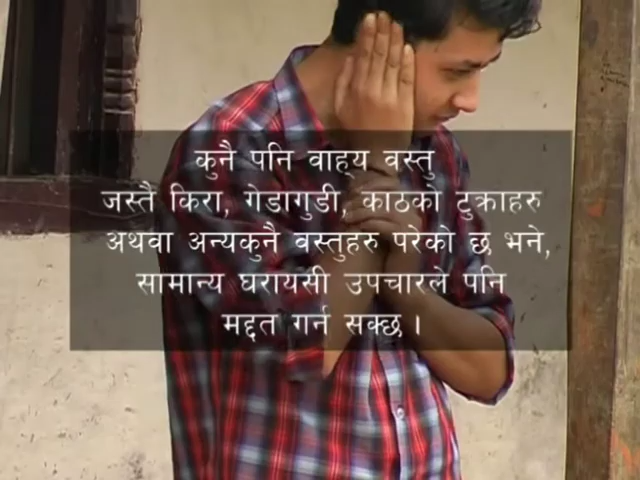 कुनै पनि वाह्य वस्तु
जस्तै किरा, गेडागुडी, काठको टुक्राहरु
अथवा अन्यकुनै वस्तुहरु परेको छ भने,
सामान्य घरायसी उपचारले पनि
मद्दत गर्न सक्छ ।